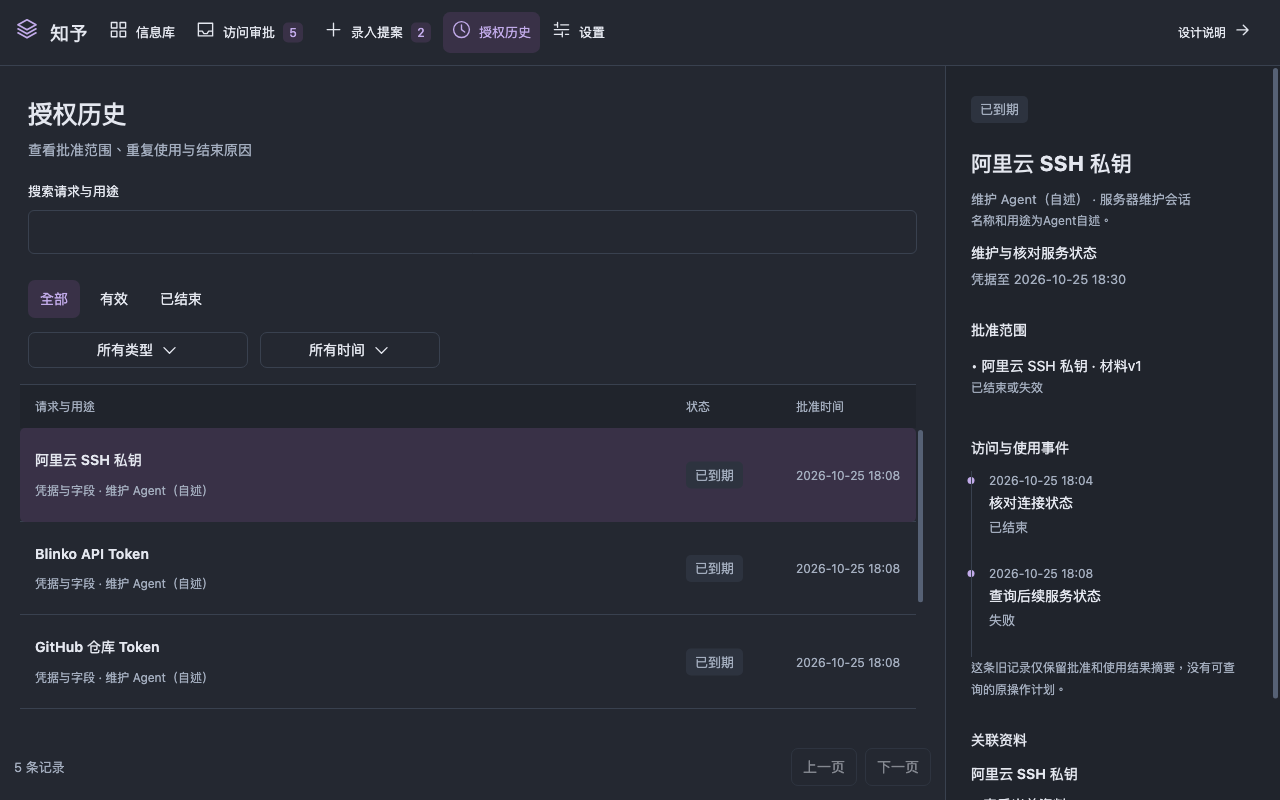 知予
信息库
访问审批 5
录入提案 2
授权历史
设置
设计说明
授权历史
查看批准范围、重复使用与结束原因
搜索请求与用途
全部
有效
已结束
所有类型
所有时间
请求与用途
状态
批准时间
阿里云 SSH 私钥
凭据与字段 · 维护 Agent（自述）
已到期
2026-10-25 18:08
Blinko API Token
凭据与字段 · 维护 Agent（自述）
已到期
2026-10-25 18:08
GitHub 仓库 Token
凭据与字段 · 维护 Agent（自述）
已到期
2026-10-25 18:08
5 条记录
上一页
下一页
已到期
阿里云 SSH 私钥
维护 Agent（自述） · 服务器维护会话
名称和用途为Agent自述。
维护与核对服务状态
凭据至 2026-10-25 18:30
批准范围
• 阿里云 SSH 私钥 · 材料v1
已结束或失效
访问与使用事件
2026-10-25 18:04
核对连接状态
已结束
2026-10-25 18:08
查询后续服务状态
失败
这条旧记录仅保留批准和使用结果摘要，没有可查
询的原操作计划。
关联资料
阿里云 SSH 私钥